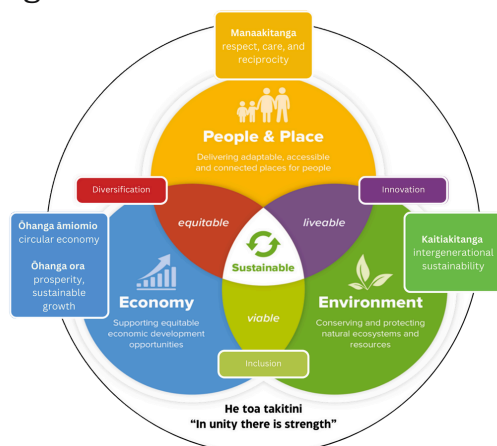 Manaakitanga
respect, care, and
reciprocity
People & Place
Delivering adaptable, accessible
and connected places for people
Diversification
Innovation
equitable
liveable
Ōhanga āmiomio
circular economy
Ōhanga ora
prosperity,
sustainable
growth
Kaitiakitanga
intergenerational
sustainability
Sustainable
Economy
Supporting equitable
economic development
opportunities
viable
Environment
Conserving and protecting
natural ecosystems and
resources
Inclusion
He toa takitini
“In unity there is strength”